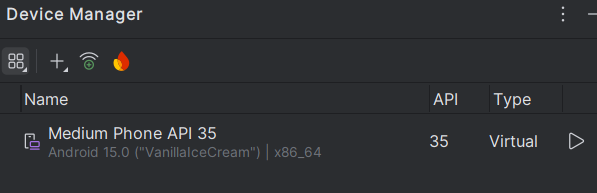 Device Manager
Name API Type
Medium Phone API 35 35 Virtual
Android 15.0 ("VanillaIceCream") | x86_64